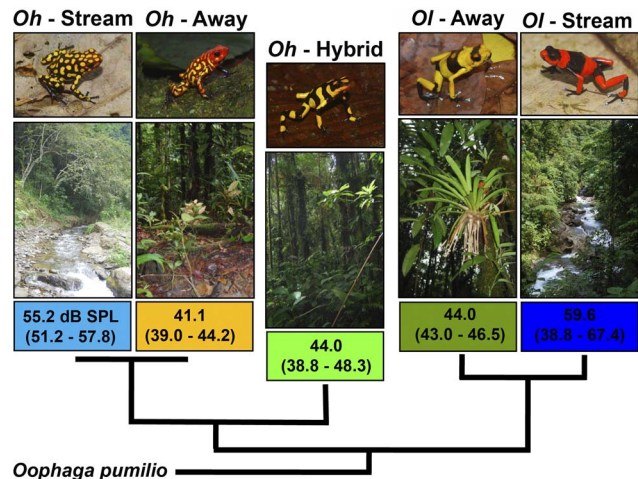 Oh - Stream
Oh - Away
Oh - Hybrid
Ol - Away
Ol - Stream
55.2 dB SPL
(51.2 - 57.8)
41.1
(39.0 - 44.2)
44.0
(38.8 - 48.3)
44.0
(43.0 - 46.5)
59.6
(38.8 - 67.4)
Oophaga pumilio